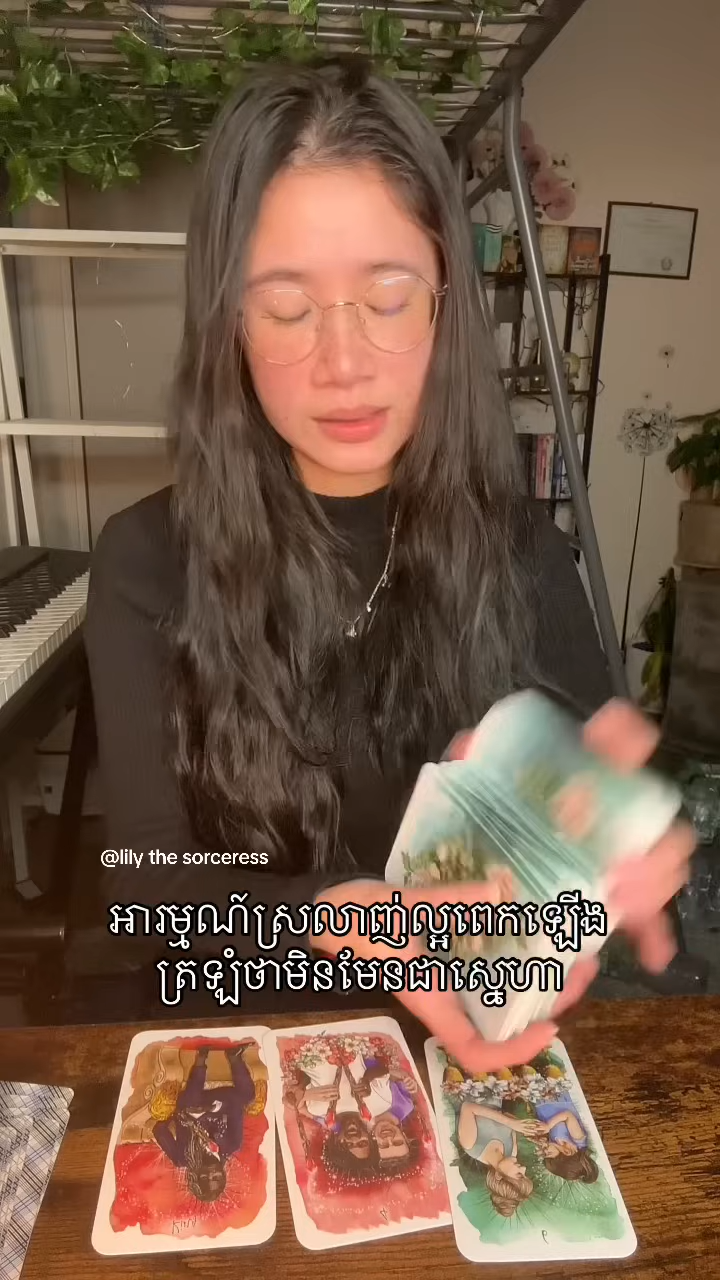 @lily the sorceress
អារម្មណ៍ស្រលាញ់ល្អពេកឡើង
ត្រឡំថាមិនមែនជាស្នេហា